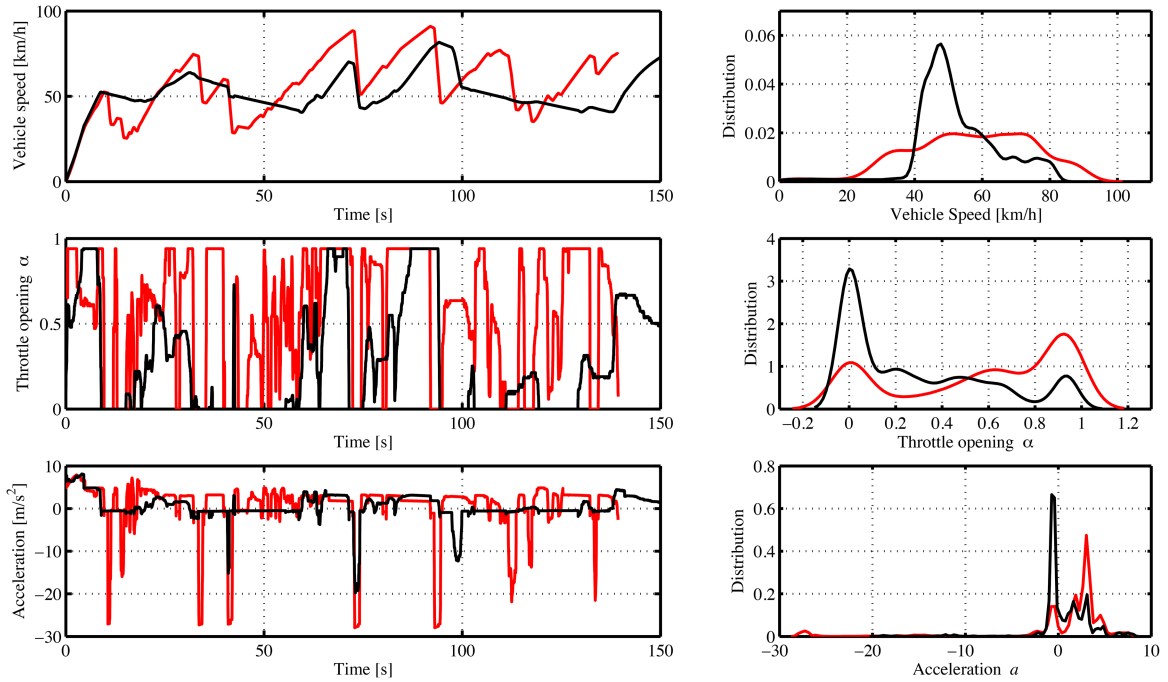 100
50
0
Vehicle speed [km/h]
0 50 100 150
Time [s]
0.06
0.04
0.02
0
Distribution
0 20 40 60 80 100
Vehicle Speed [km/h]
1
0.5
0
Throttle opening α
0 50 100 150
Time [s]
4
3
2
1
0
Distribution
−0.2 0 0.2 0.4 0.6 0.8 1 1.2
Throttle opening α
10
0
−10
−20
−30
Acceleration [m/s²]
0 50 100 150
Time [s]
0.8
0.6
0.4
0.2
0
Distribution
−30 −20 −10 0 10
Acceleration a